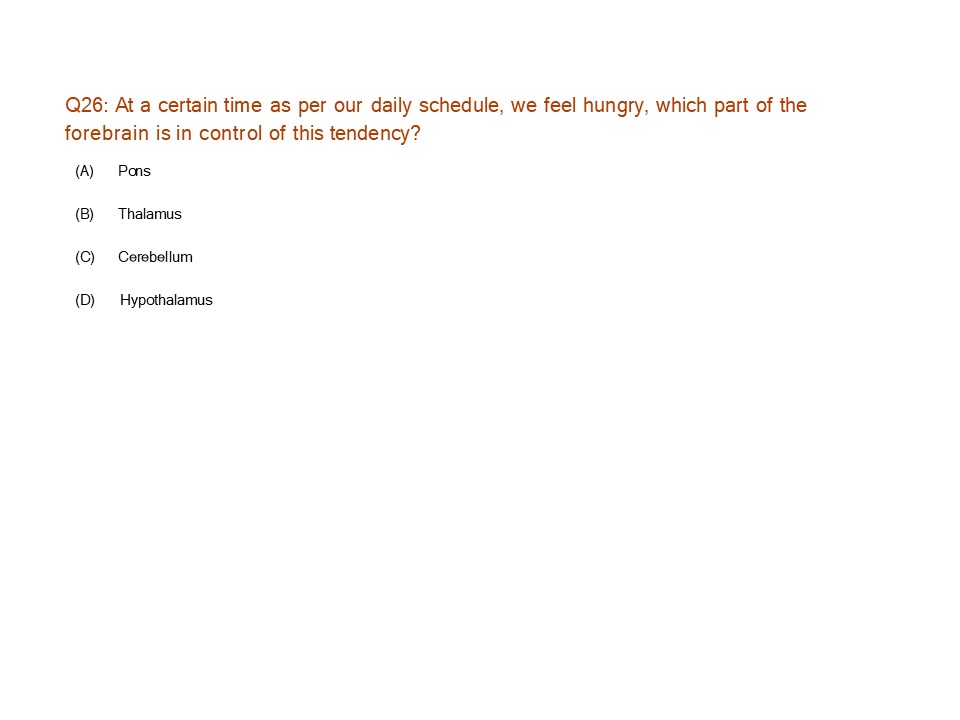 Q26: At a certain time as per our daily schedule, we feel hungry, which part of the
forebrain is in control of this tendency?
(A) Pons
(B) Thalamus
(C) Cerebellum
(D) Hypothalamus